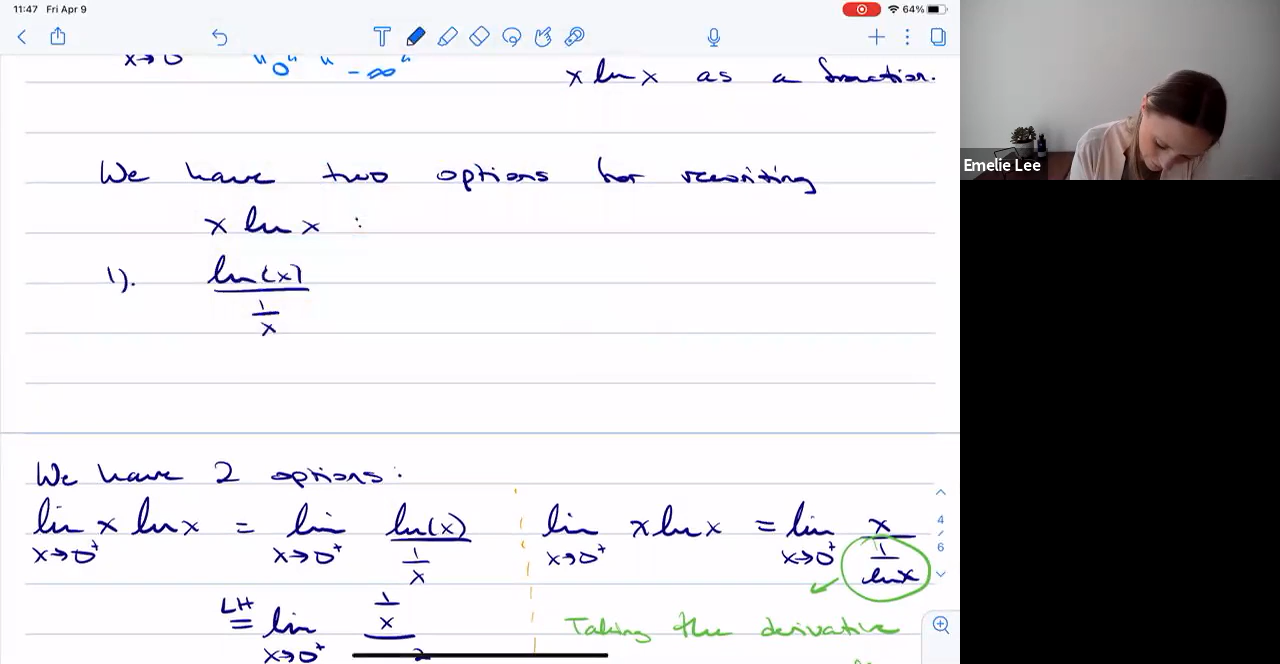 11:47 Fri Apr 9
64%
x→0 "0" "-∞"
x ln x as a fraction.
We have two options for rewriting
x ln x :
1). ln(x) / (1/x)
We have 2 options:
lim x→0⁺ x ln x = lim x→0⁺ ln(x) / (1/x)
LH = lim x→0⁺ 1/x
lim x→0⁺ x ln x = lim x→0⁺ x / (1/ln x)
Taking the derivative
4/6
Emelie Lee